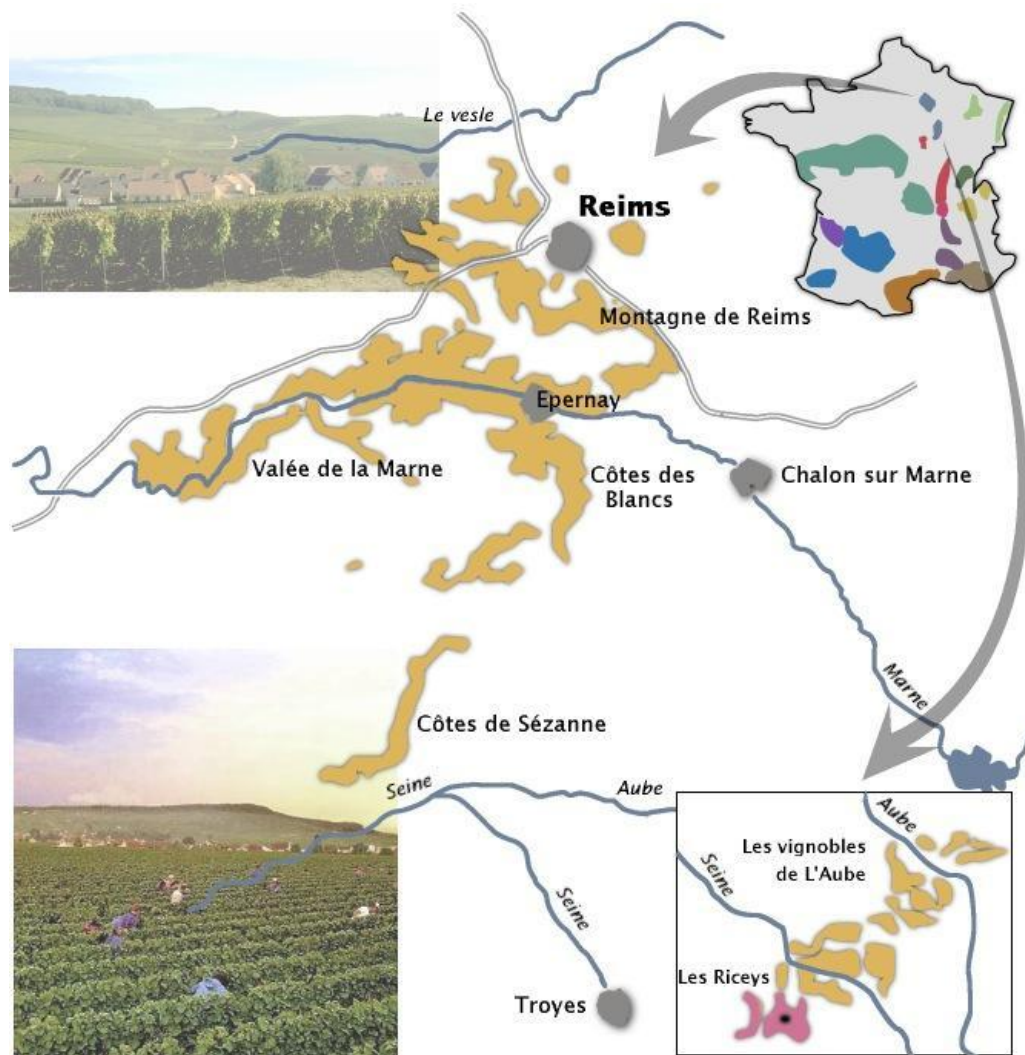 Le vesle
Reims
Montagne de Reims
Epernay
Valée de la Marne
Côtes des
Blancs
Chalon sur Marne
Marne
Côtes de Sézanne
Seine
Aube
Seine
Troyes
Aube
Les vignobles
de L'Aube
Seine
Les Riceys